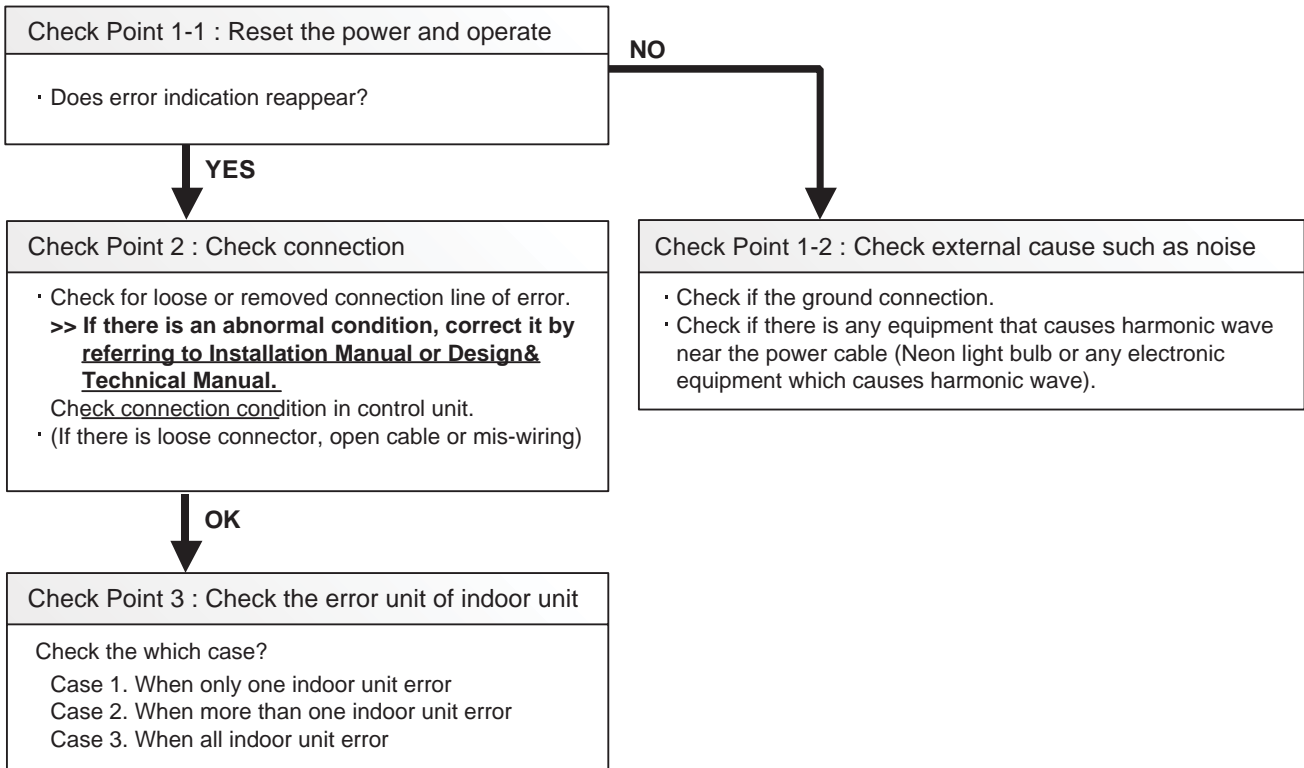 Check Point 1-1 : Reset the power and operate
· Does error indication reappear?
NO
YES
Check Point 2 : Check connection
· Check for loose or removed connection line of error.
>> If there is an abnormal condition, correct it by
referring to Installation Manual or Design&
Technical Manual.
Check connection condition in control unit.
· (If there is loose connector, open cable or mis-wiring)
Check Point 1-2 : Check external cause such as noise
· Check if the ground connection.
· Check if there is any equipment that causes harmonic wave
near the power cable (Neon light bulb or any electronic
equipment which causes harmonic wave).
OK
Check Point 3 : Check the error unit of indoor unit
Check the which case?
Case 1. When only one indoor unit error
Case 2. When more than one indoor unit error
Case 3. When all indoor unit error